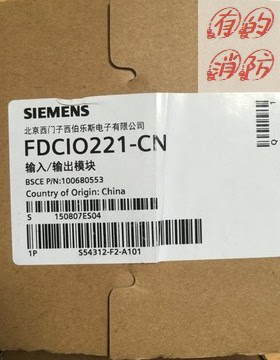 有的
消防
SIEMENS
北京西门子西伯乐斯电子有限公司
FDCIO221-CN
输入/输出模块
BSCE P/N:100680553
Country of Origin: China
S 150807ES04
1P S54312-F2-A101
Q